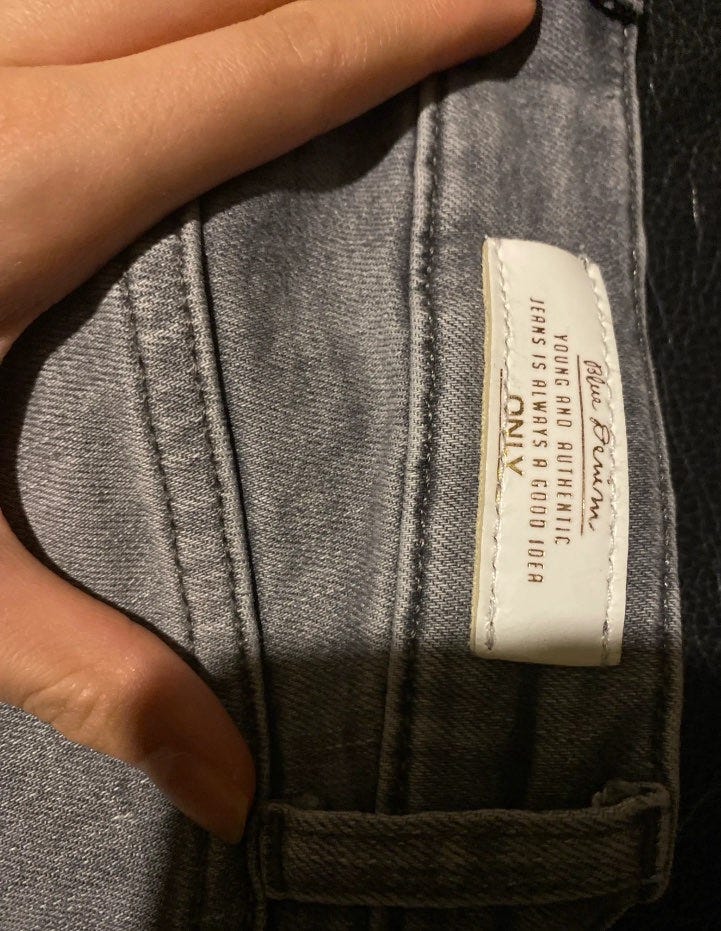 Blue Denim
YOUNG AND AUTHENTIC
JEANS IS ALWAYS A GOOD IDEA
ONLY